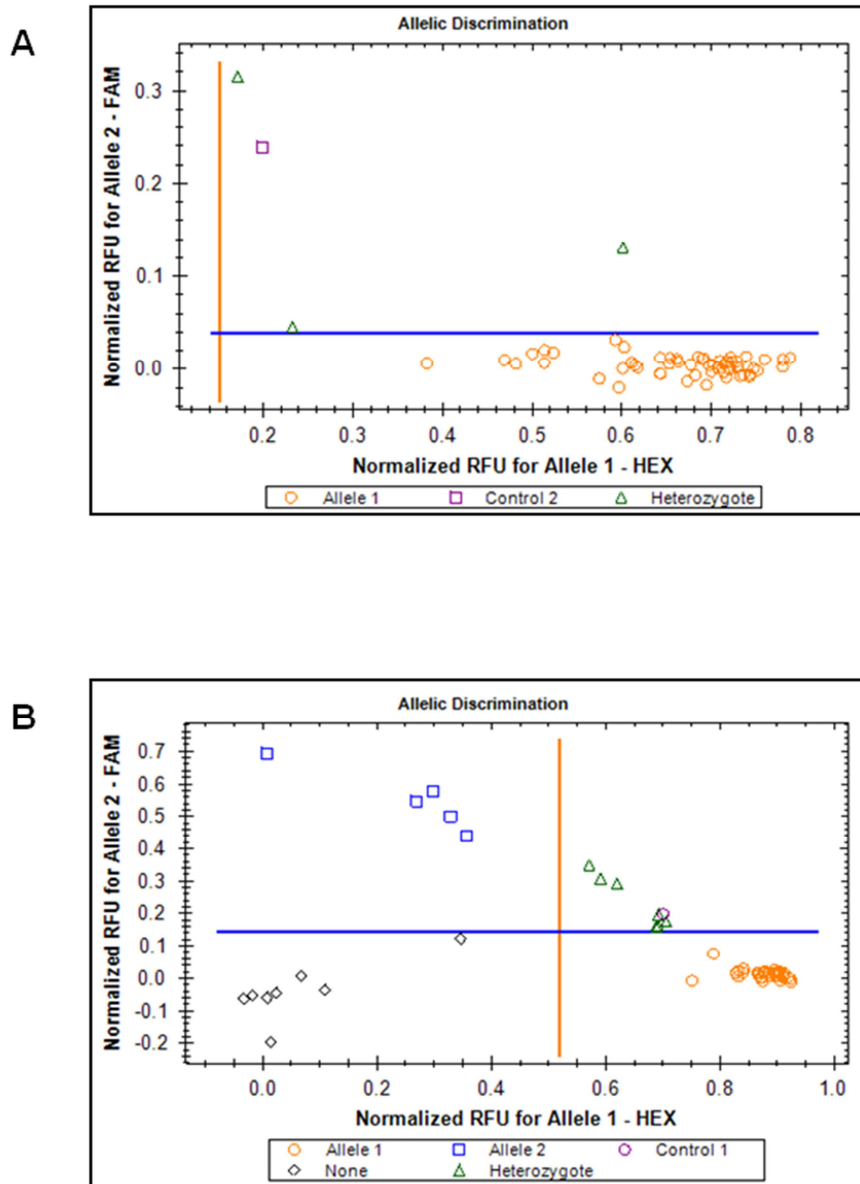 A
Allelic Discrimination
Normalized RFU for Allele 2 - FAM
0.3
0.2
0.1
0.0
0.2 0.3 0.4 0.5 0.6 0.7 0.8
Normalized RFU for Allele 1 - HEX
Allele 1 Control 2 Heterozygote
B
Allelic Discrimination
Normalized RFU for Allele 2 - FAM
0.7
0.6
0.5
0.4
0.3
0.2
0.1
0.0
-0.1
-0.2
0.0 0.2 0.4 0.6 0.8 1.0
Normalized RFU for Allele 1 - HEX
Allele 1 Allele 2 Control 1
None Heterozygote